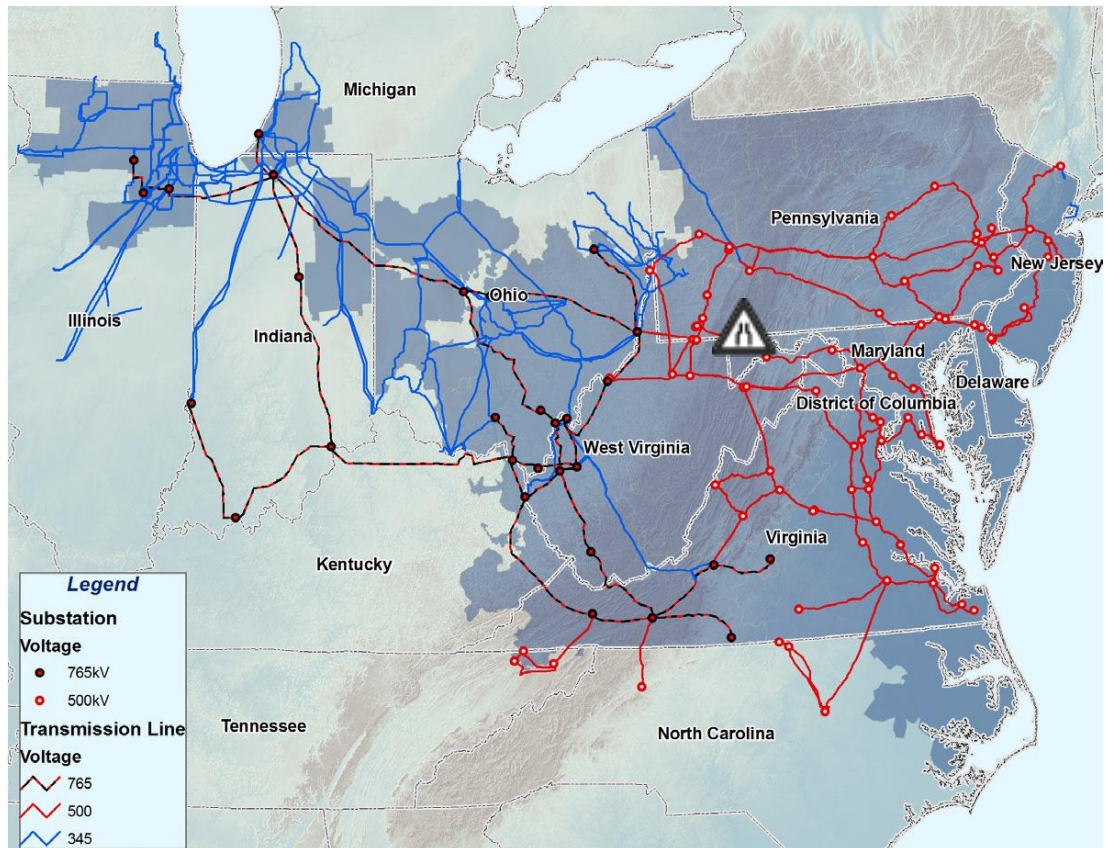 Michigan
Pennsylvania
New Jersey
Ohio
Illinois
Indiana
Maryland
Delaware
District of Columbia
West Virginia
Virginia
Kentucky
Legend
Substation
Voltage
765kV
500kV
Transmission Line
Voltage
765
500
345
Tennessee
North Carolina